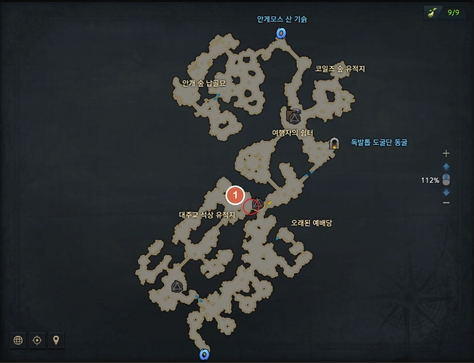 안게모스 산 기슭
9/9
코일즈 숲 유적지
안개 숲 납골묘
여행자의 쉼터
독발톱 도굴단 동굴
112%
1
대주교 석상 유적지
오래된 예배당